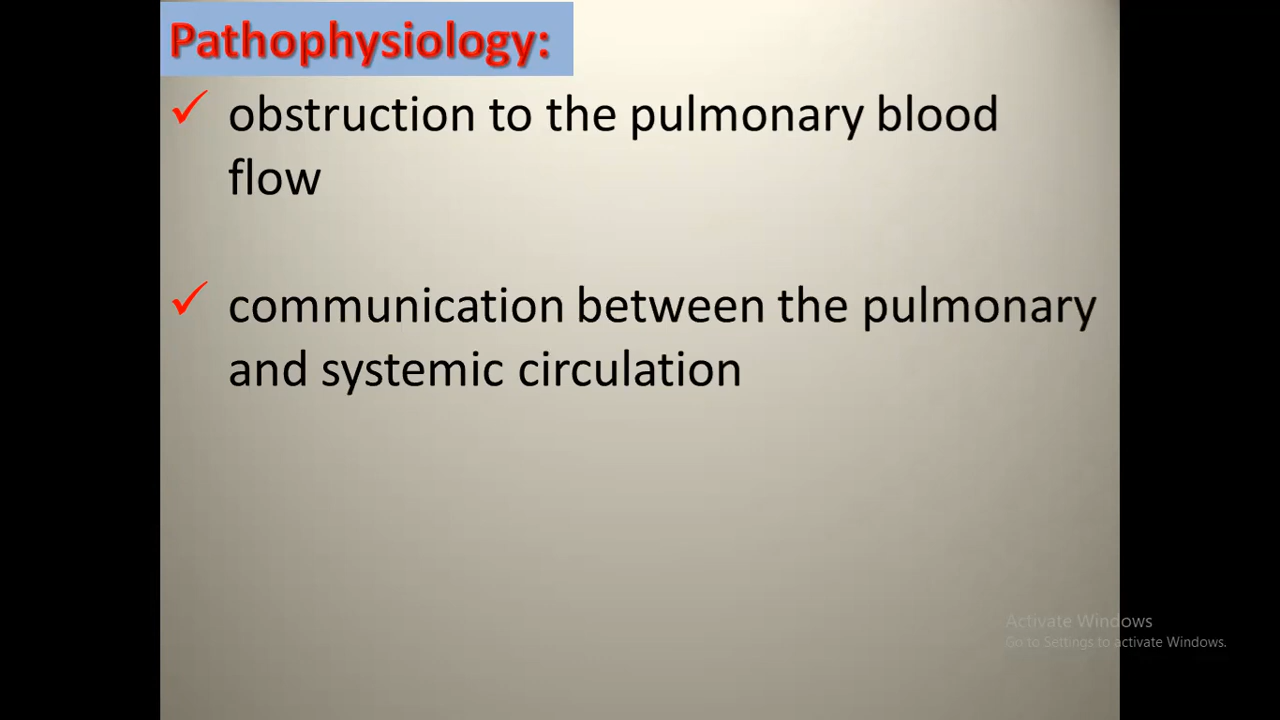 Pathophysiology:
✓ obstruction to the pulmonary blood
flow
✓ communication between the pulmonary
and systemic circulation
Activate Windows
Go to Settings to activate Windows.